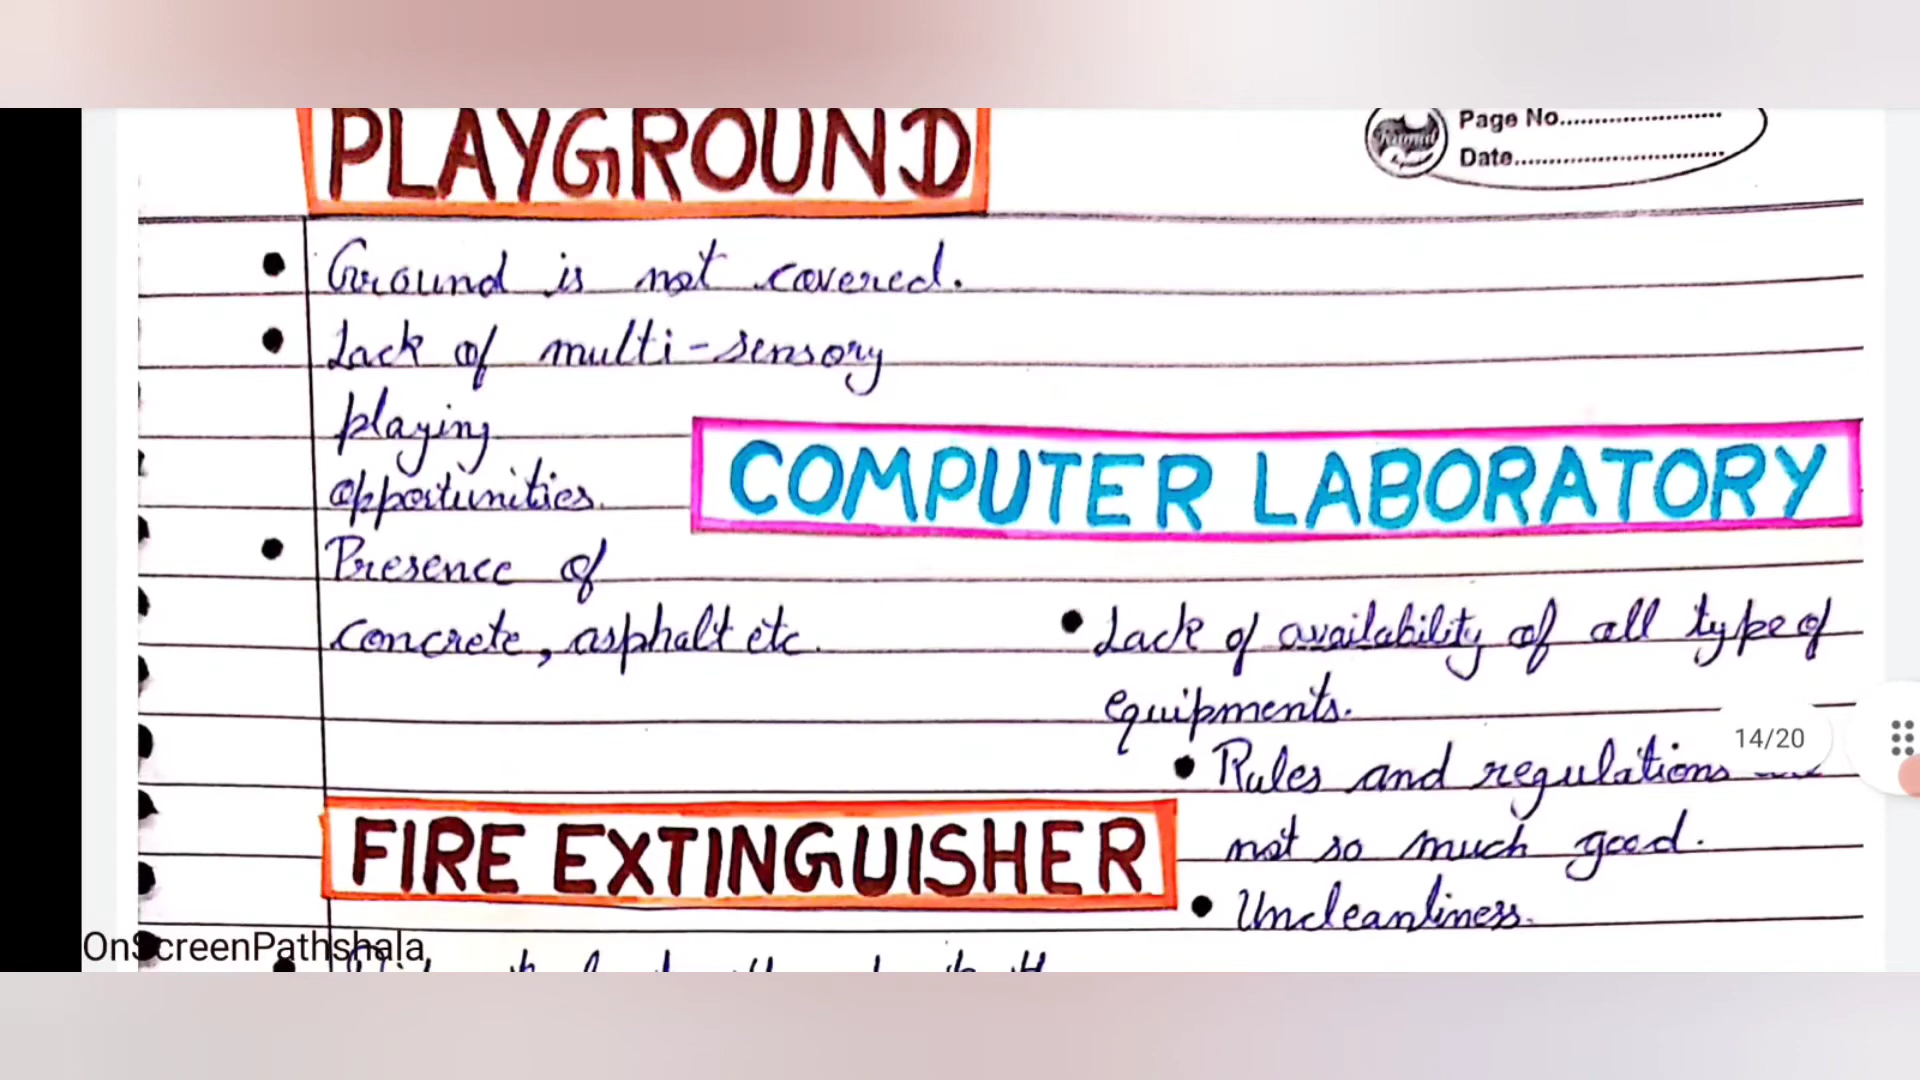 PLAYGROUND
Page No.
Date
• Ground is not covered.
• Lack of multi-sensory
playing
opportunities.
• Presence of
concrete, asphalt etc.
COMPUTER LABORATORY
• Lack of availability of all type of
equipments.
• Rules and regulations
not so much good.
• Uncleanliness.
14/20
FIRE EXTINGUISHER
OnScreenPathshala